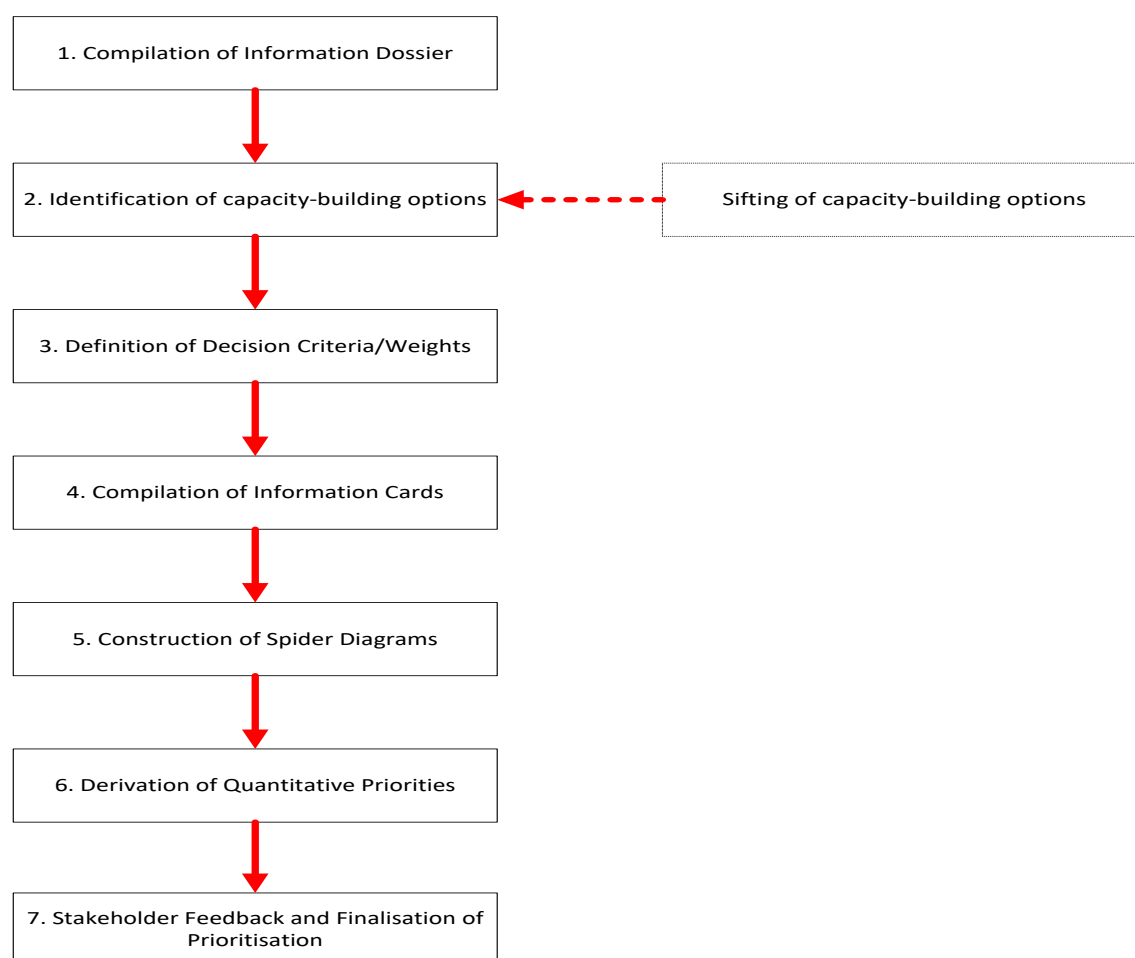 1. Compilation of Information Dossier
2. Identification of capacity-building options
Sifting of capacity-building options
3. Definition of Decision Criteria/Weights
4. Compilation of Information Cards
5. Construction of Spider Diagrams
6. Derivation of Quantitative Priorities
7. Stakeholder Feedback and Finalisation of
Prioritisation